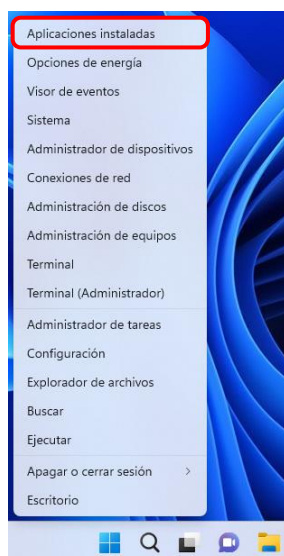 Aplicaciones instaladas
Opciones de energía
Visor de eventos
Sistema
Administrador de dispositivos
Conexiones de red
Administración de discos
Administración de equipos
Terminal
Terminal (Administrador)
Administrador de tareas
Configuración
Explorador de archivos
Buscar
Ejecutar
Apagar o cerrar sesión
Escritorio